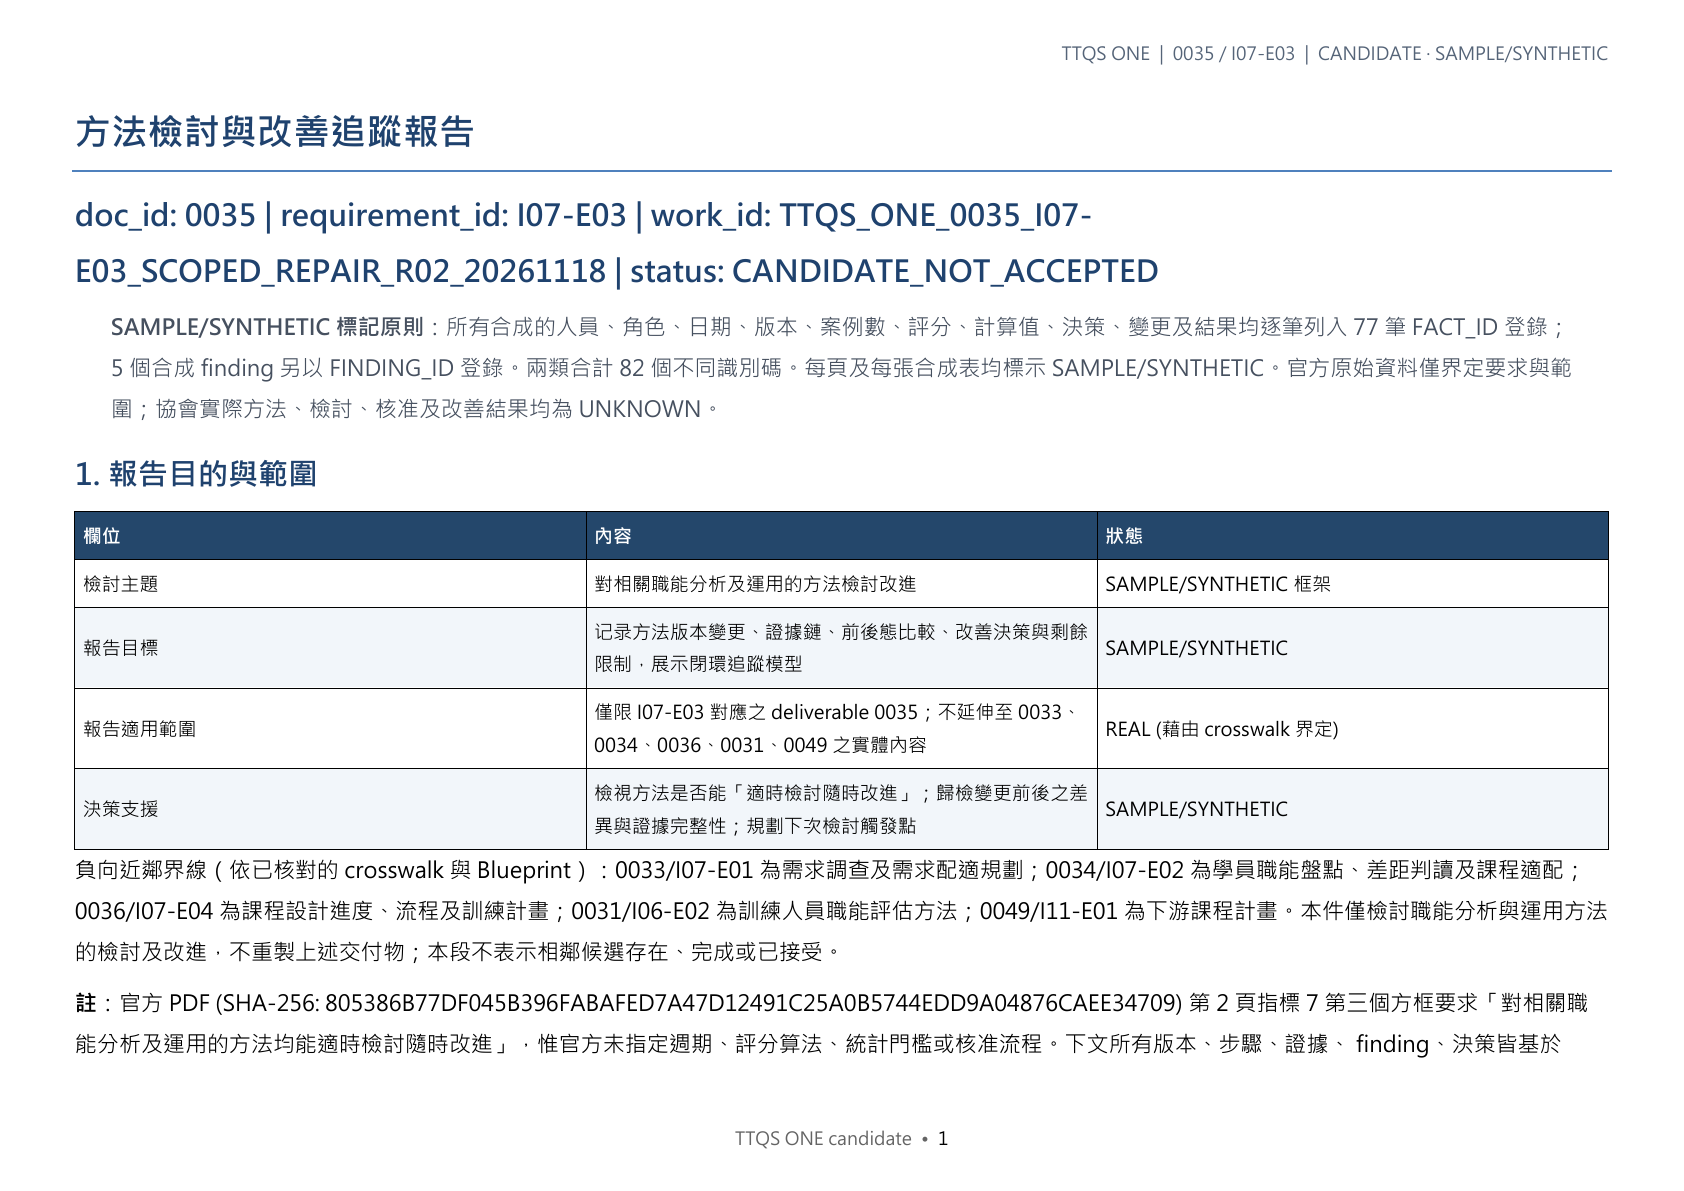 TTQS ONE | 0035 / I07-E03 | CANDIDATE · SAMPLE/SYNTHETIC
方法檢討與改善追蹤報告
doc_id: 0035 | requirement_id: I07-E03 | work_id: TTQS_ONE_0035_I07-
E03_SCOPED_REPAIR_R02_20261118 | status: CANDIDATE_NOT_ACCEPTED
SAMPLE/SYNTHETIC 標記原則：所有合成的人員、角色、日期、版本、案例數、評分、計算值、決策、變更及結果均逐筆列入 77 筆 FACT_ID 登錄；
5 個合成 finding 另以 FINDING_ID 登錄。兩類合計 82 個不同識別碼。每頁及每張合成表均標示 SAMPLE/SYNTHETIC。官方原始資料僅界定要求與範
圍；協會實際方法、檢討、核准及改善結果均為 UNKNOWN。
1. 報告目的與範圍
欄位 內容 狀態
檢討主題 對相關職能分析及運用的方法檢討改進 SAMPLE/SYNTHETIC 框架
報告目標 记录方法版本變更、證據鏈、前後態比較、改善決策與剩餘 SAMPLE/SYNTHETIC
限制，展示閉環追蹤模型
報告適用範圍 僅限 I07-E03 對應之 deliverable 0035；不延伸至 0033、 REAL (藉由 crosswalk 界定)
0034、0036、0031、0049 之實體內容
決策支援 檢視方法是否能「適時檢討隨時改進」；歸檢變更前後之差 SAMPLE/SYNTHETIC
異與證據完整性；規劃下次檢討觸發點
負向近鄰界線（依已核對的 crosswalk 與 Blueprint）：0033/I07-E01 為需求調查及需求配適規劃；0034/I07-E02 為學員職能盤點、差距判讀及課程適配；
0036/I07-E04 為課程設計進度、流程及訓練計畫；0031/I06-E02 為訓練人員職能評估方法；0049/I11-E01 為下游課程計畫。本件僅檢討職能分析與運用方法
的檢討及改進，不重製上述交付物；本段不表示相鄰候選存在、完成或已接受。
註：官方 PDF (SHA-256: 805386B77DF045B396FABAFED7A47D12491C25A0B5744EDD9A04876CAEE34709) 第 2 頁指標 7 第三個方框要求「對相關職
能分析及運用的方法均能適時檢討隨時改進」，惟官方未指定週期、評分算法、統計門檻或核准流程。下文所有版本、步驟、證據、 finding、決策皆基於
TTQS ONE candidate • 1